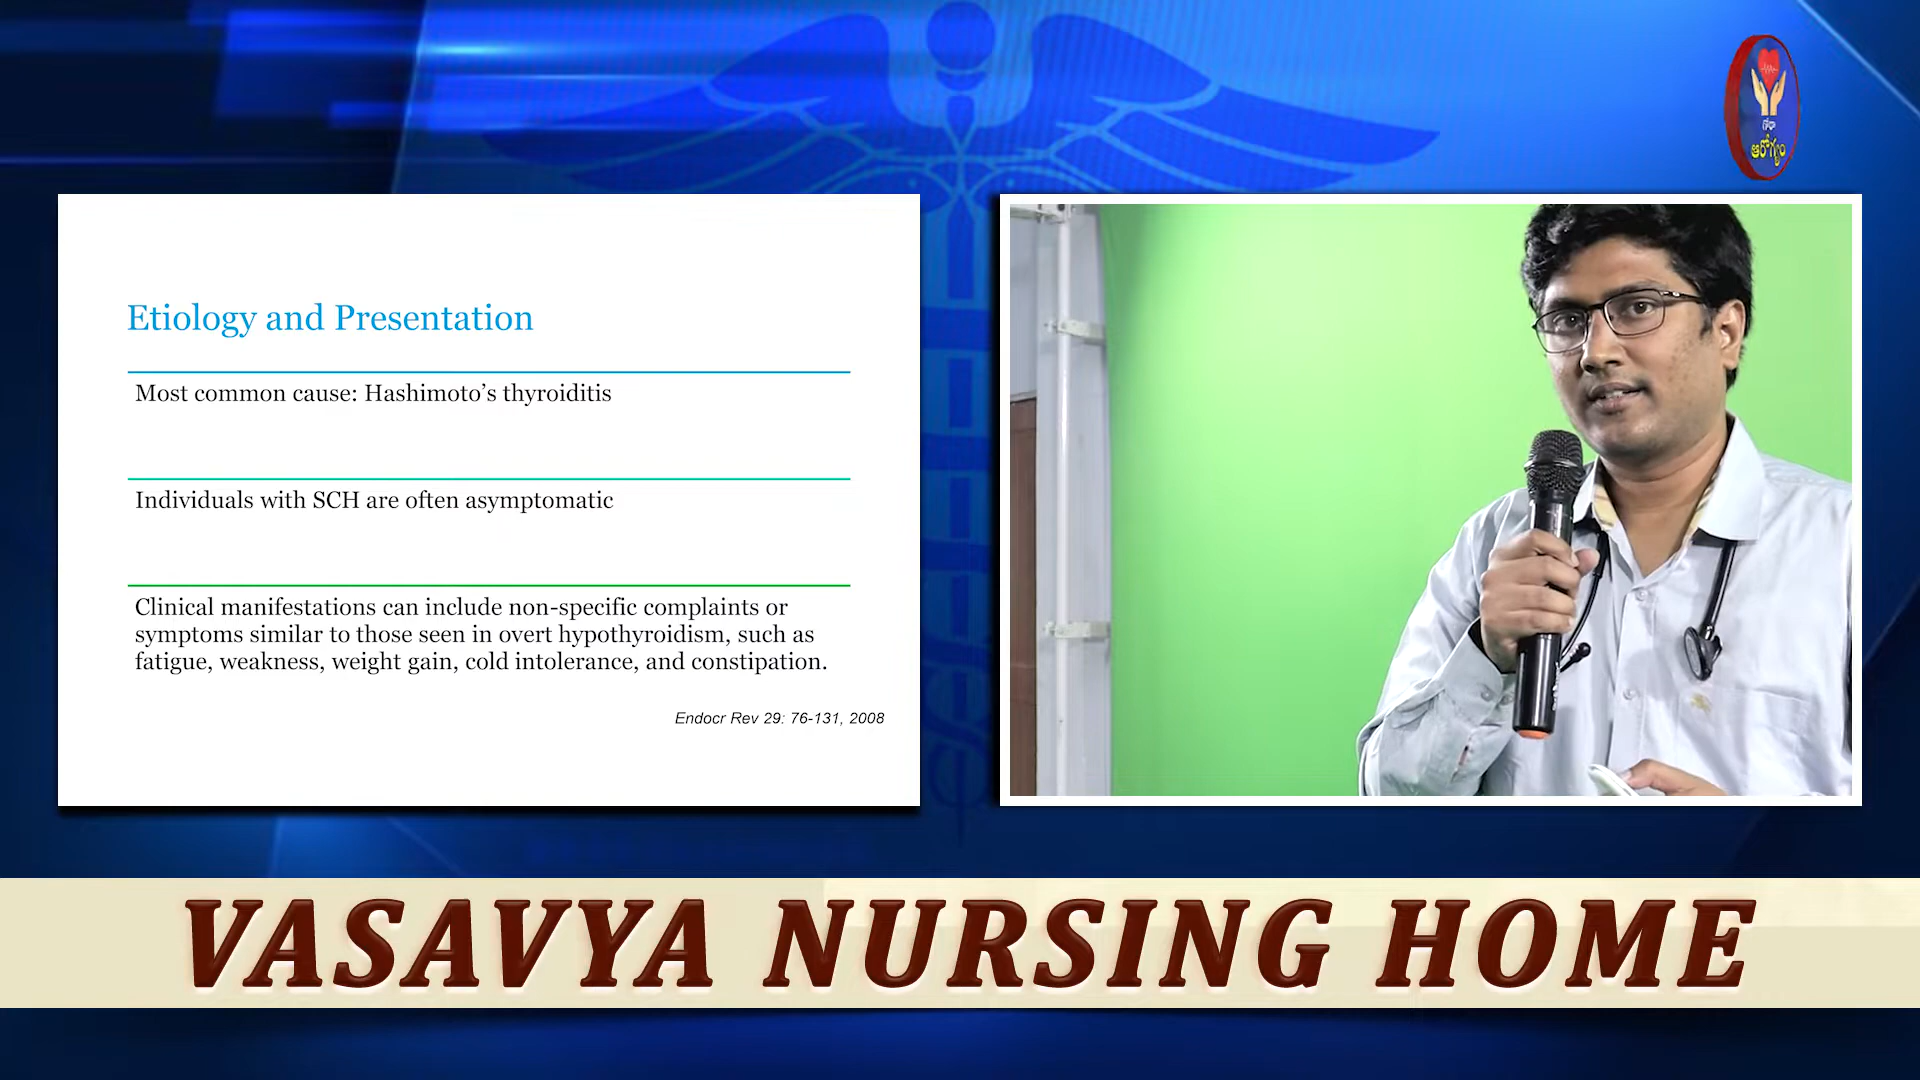 ఆరోగ్యం
Etiology and Presentation
Most common cause: Hashimoto’s thyroiditis
Individuals with SCH are often asymptomatic
Clinical manifestations can include non-specific complaints or
symptoms similar to those seen in overt hypothyroidism, such as
fatigue, weakness, weight gain, cold intolerance, and constipation.
Endocr Rev 29: 76-131, 2008
VASAVYA NURSING HOME